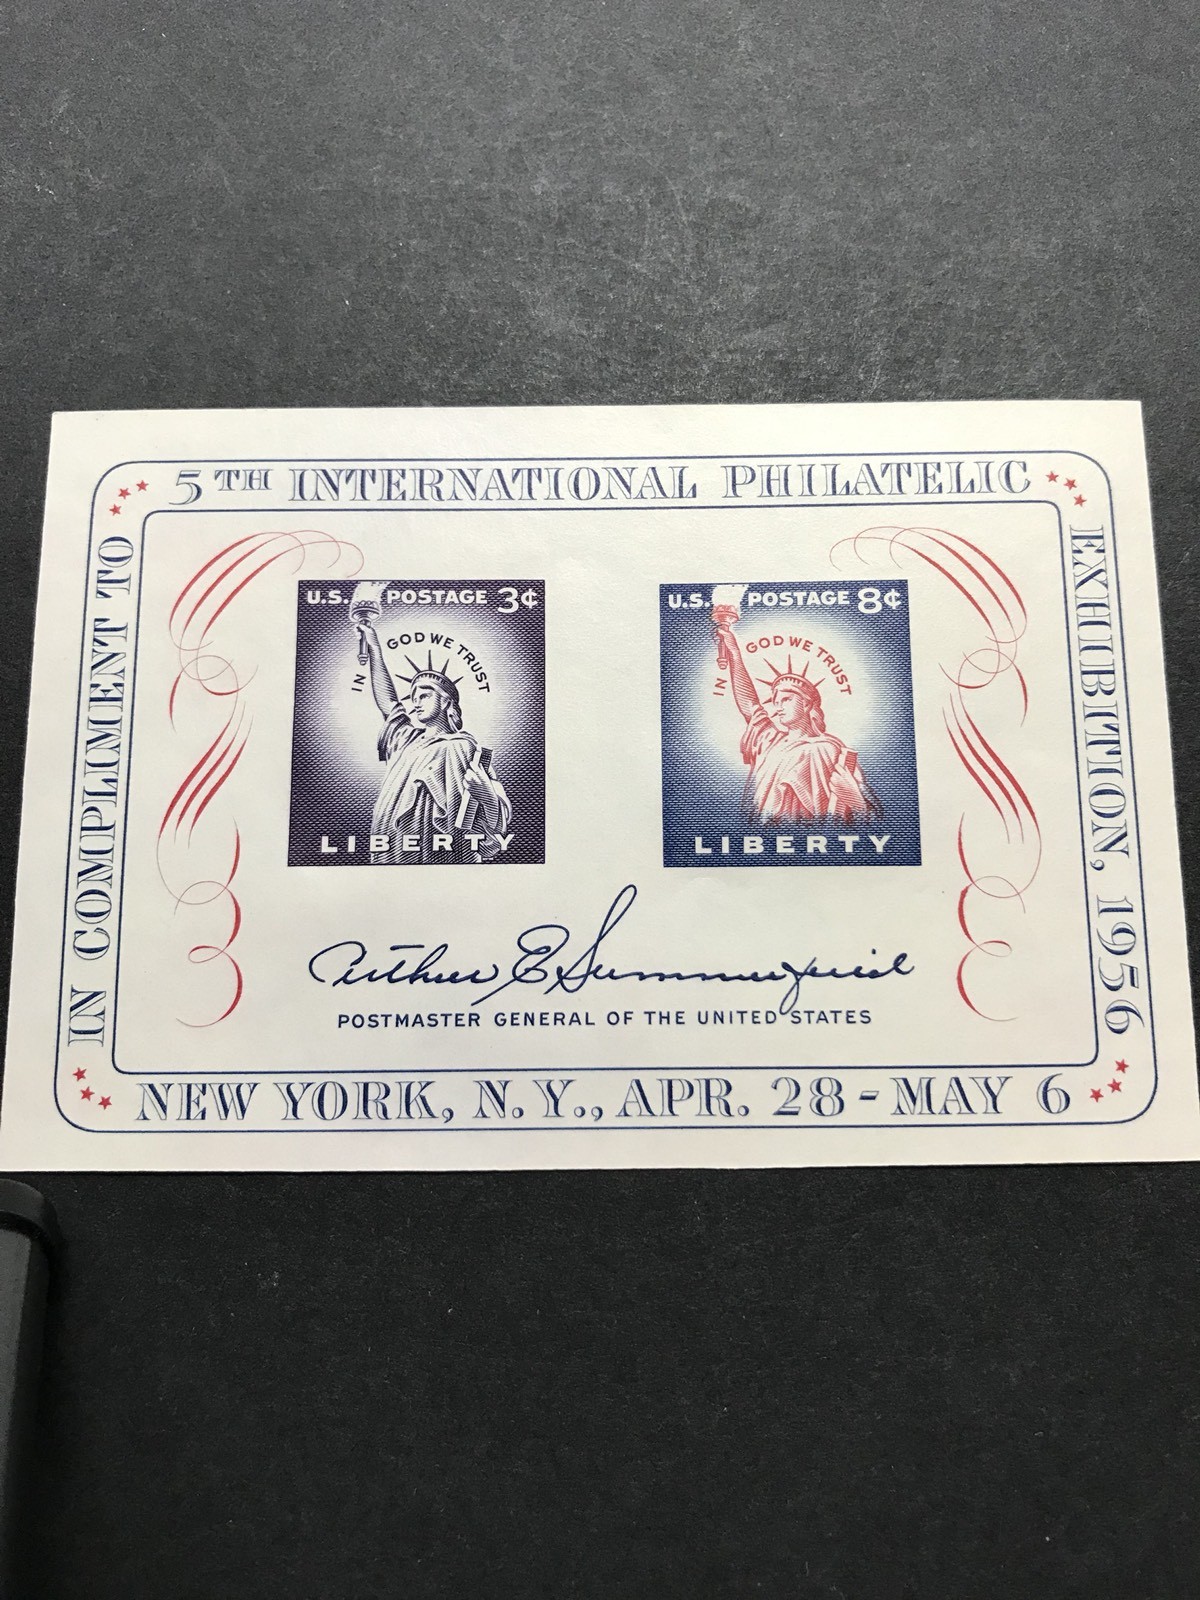 IN COMPLIMENT TO
5TH INTERNATIONAL PHILATELIC
EXHIBITION, 1956
U.S. POSTAGE 3¢
IN GOD WE TRUST
LIBERTY
U.S. POSTAGE 8¢
IN GOD WE TRUST
LIBERTY
Arthur E Summerfield
POSTMASTER GENERAL OF THE UNITED STATES
NEW YORK, N.Y., APR. 28 - MAY 6